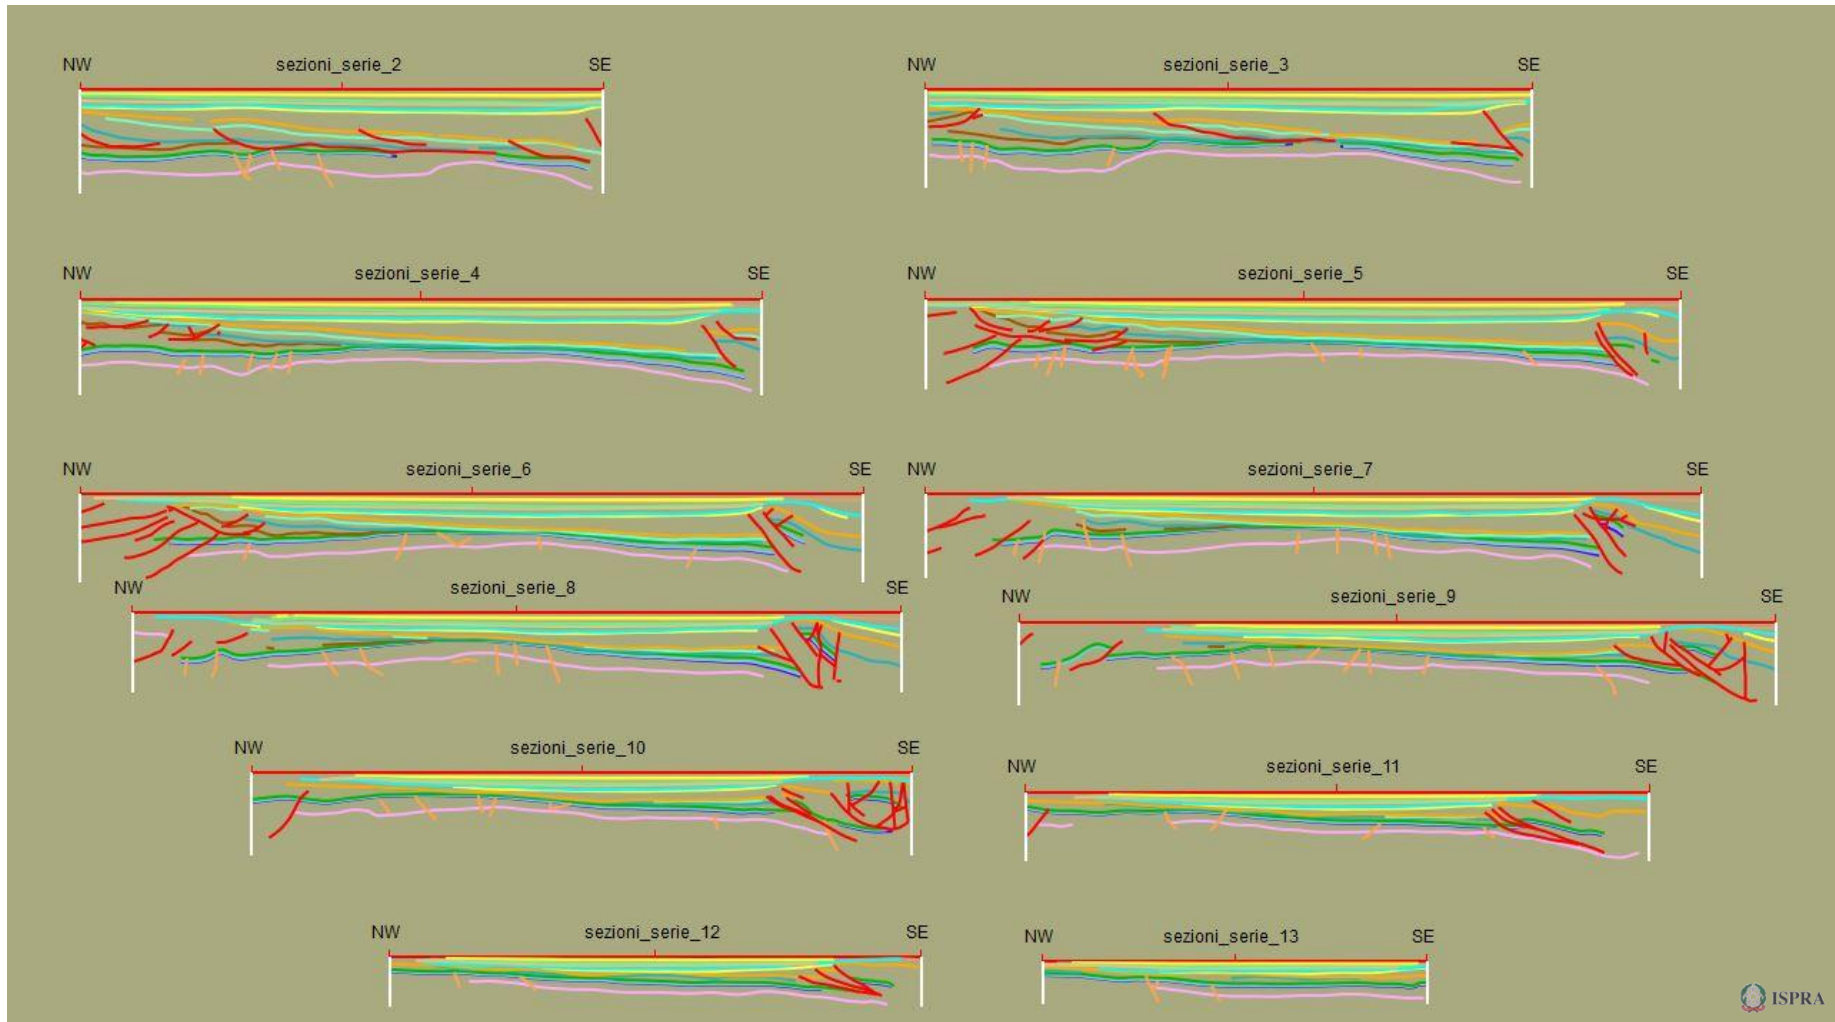 NW sezioni_serie_2 SE
NW sezioni_serie_3 SE
NW sezioni_serie_4 SE
NW sezioni_serie_5 SE
NW sezioni_serie_6 SE
NW sezioni_serie_7 SE
NW sezioni_serie_8 SE
NW sezioni_serie_9 SE
NW sezioni_serie_10 SE
NW sezioni_serie_11 SE
NW sezioni_serie_12 SE
NW sezioni_serie_13 SE
ISPRA